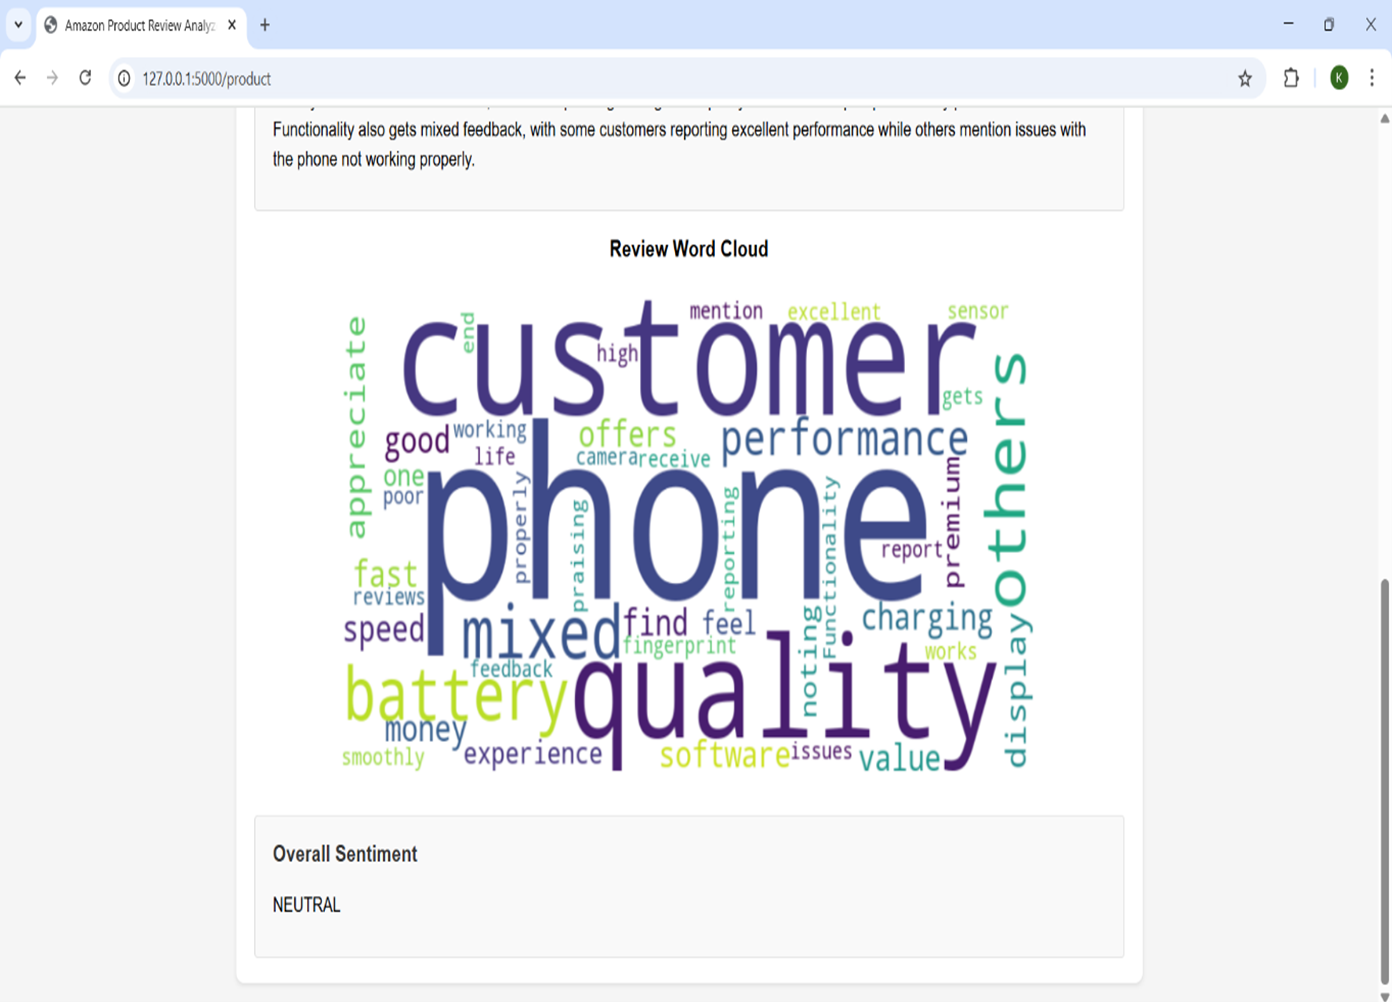 Amazon Product Review Analyz
127.0.0.1:5000/product
K
Functionality also gets mixed feedback, with some customers reporting excellent performance while others mention issues with
the phone not working properly.
Review Word Cloud
customer
phone
quality
others
mixed
battery
performance
appreciate
end
high
mention
excellent
sensor
gets
good
working
life
offers
camera
receive
one
poor
properly
praising
reporting
Functionality
report
premium
fast
reviews
speed
find
feel
fingerprint
charging
noting
works
display
feedback
money
smoothly
experience
software
issues
value
Overall Sentiment
NEUTRAL